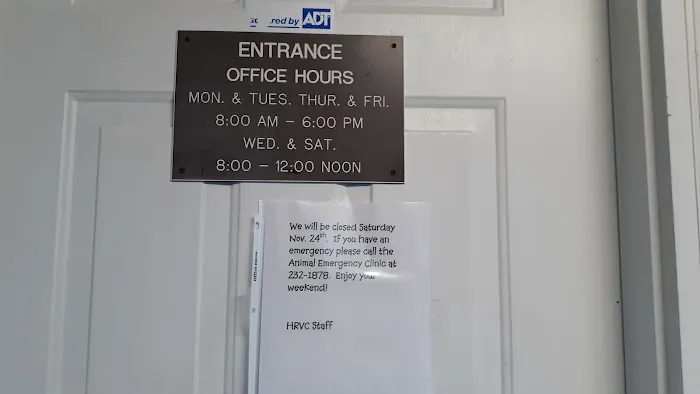 red by ADT
ENTRANCE
OFFICE HOURS
MON. & TUES. THUR. & FRI.
8:00 AM – 6:00 PM
WED. & SAT.
8:00 – 12:00 NOON
We will be closed Saturday
Nov. 24th. If you have an
emergency please call the
Animal Emergency Clinic at
232-1878. Enjoy your
weekend!
HRVC Staff